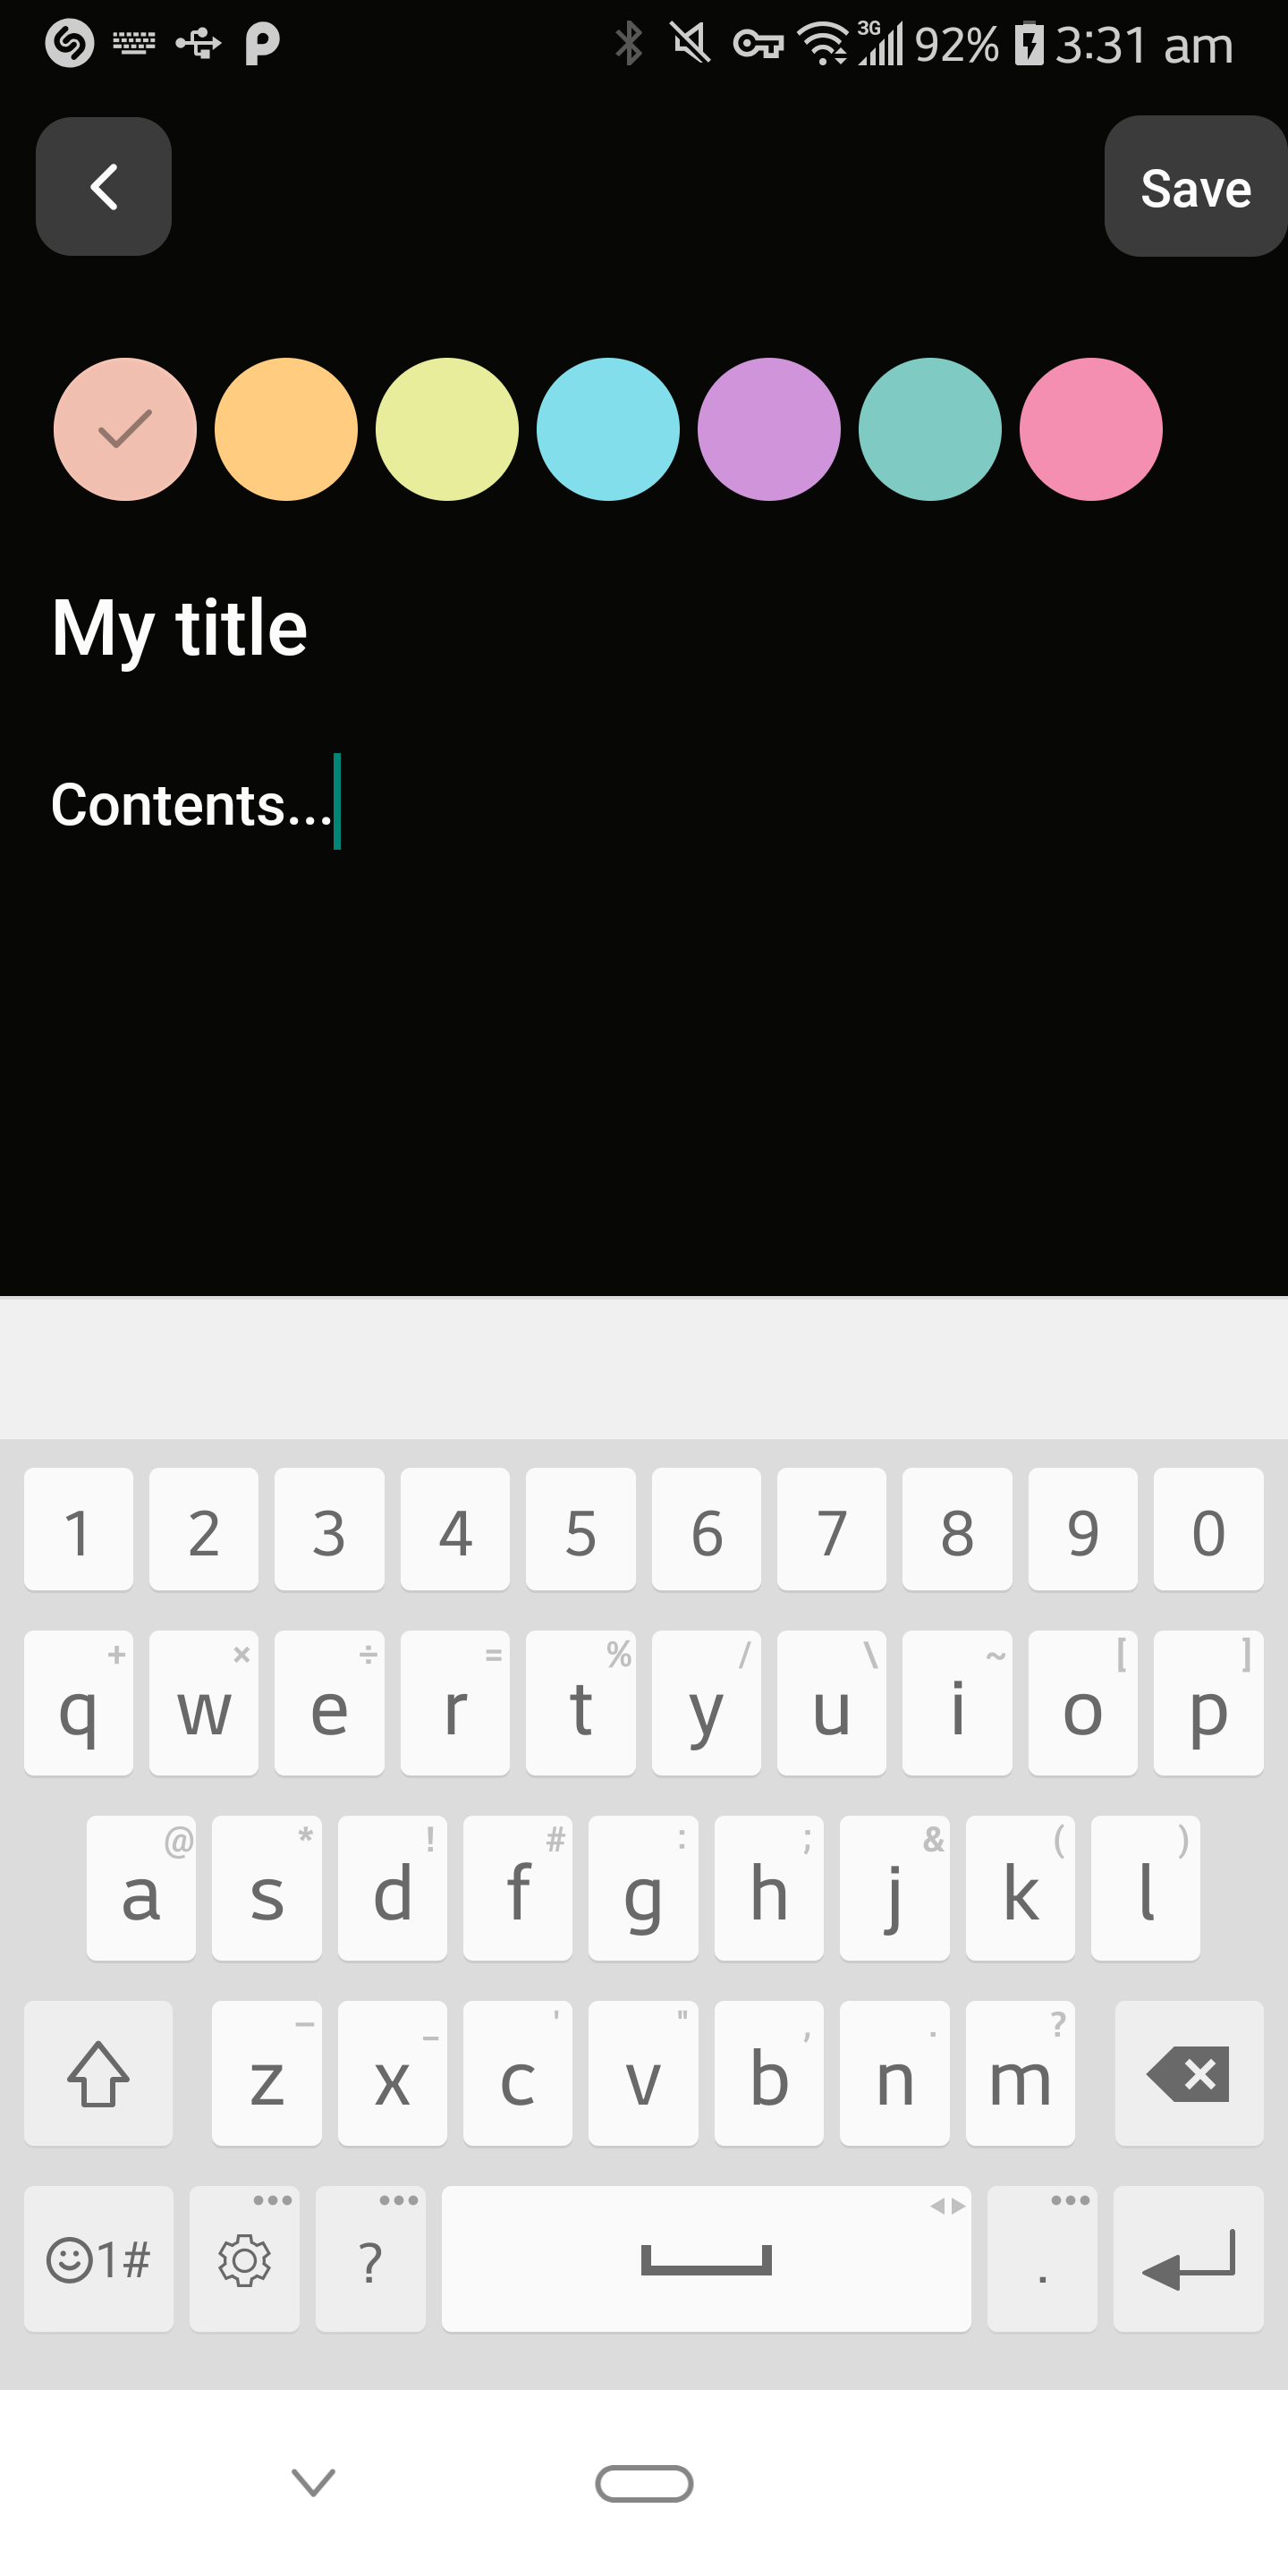 3G 92% 3:31 am
Save
My title
Contents...
1 2 3 4 5 6 7 8 9 0
+ × ÷ = % / \ ~ [ ]
q w e r t y u i o p
@ * ! # : ; & ( )
a s d f g h j k l
– _ ' " , . ?
z x c v b n m
1# ? .